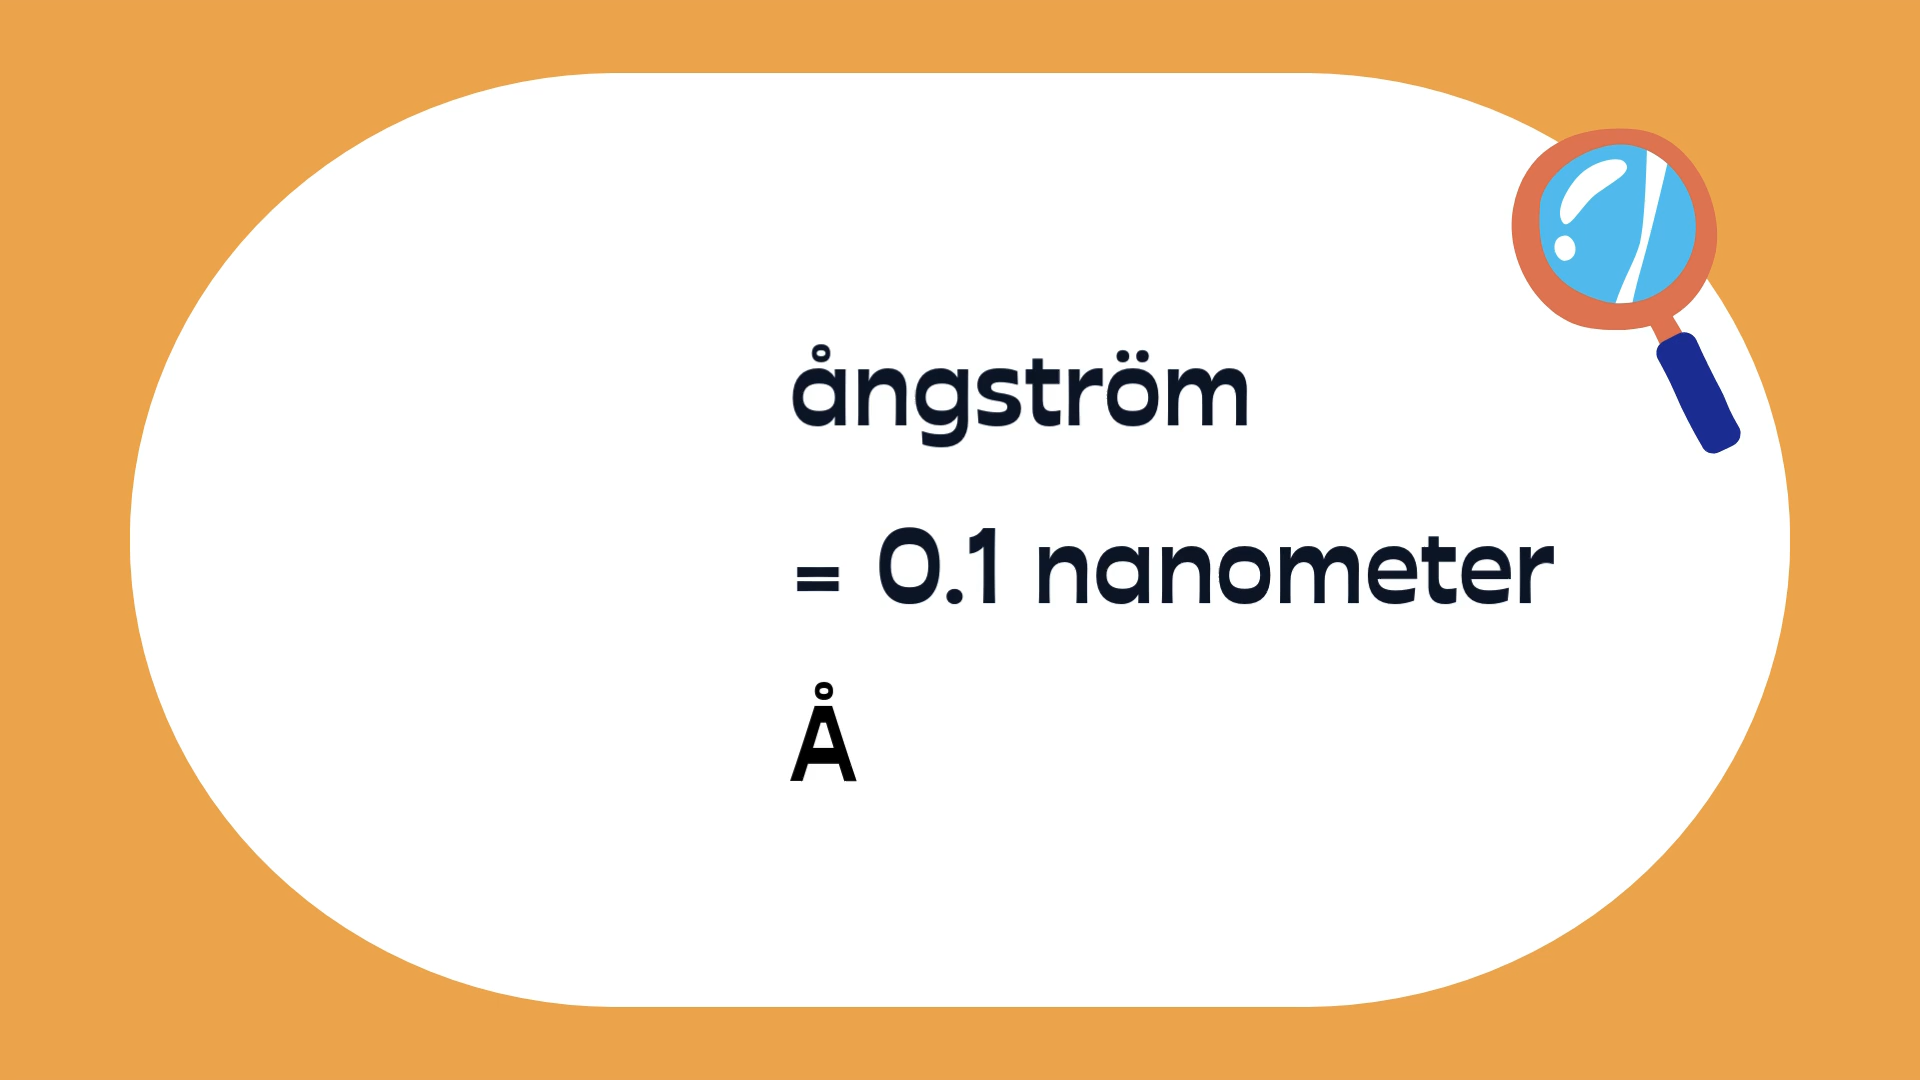 ångström
= 0.1 nanometer
Å